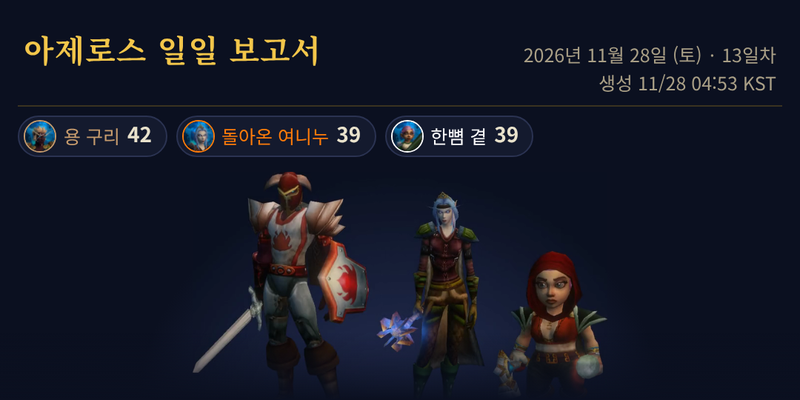 아제로스 일일 보고서
2026년 11월 28일 (토) · 13일차
생성 11/28 04:53 KST
용 구리 42
돌아온 여니누 39
한뼘 곁 39